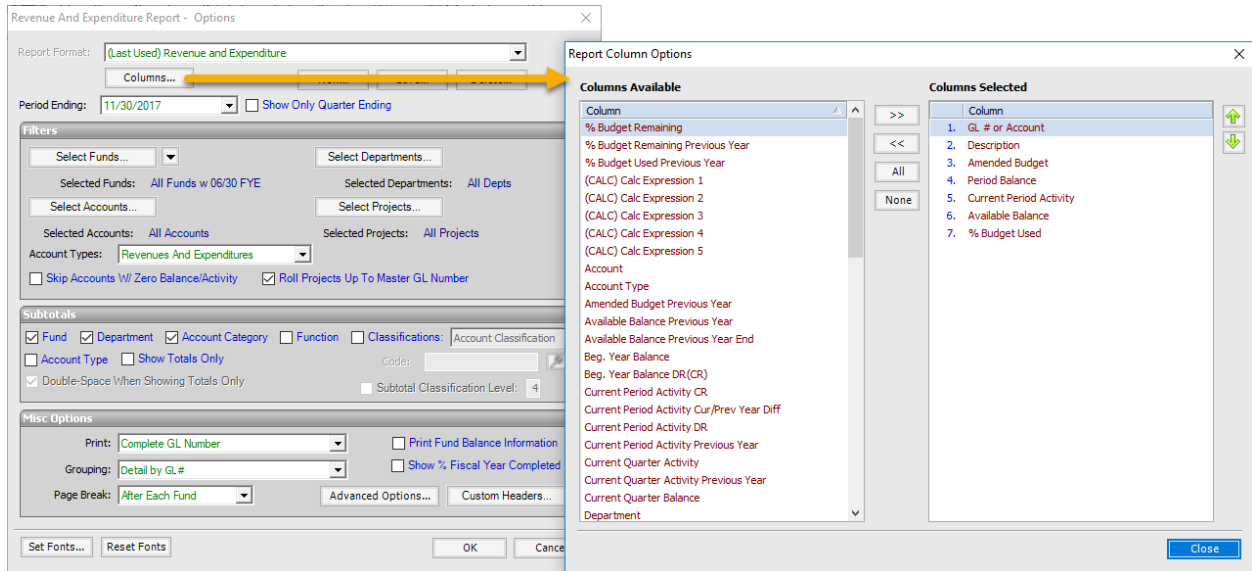 Revenue And Expenditure Report - Options
Report Format: (Last Used) Revenue and Expenditure
Columns...
Period Ending: 11/30/2017 Show Only Quarter Ending
Filters
Select Funds... Select Departments...
Selected Funds: All Funds w 06/30 FYE Selected Departments: All Depts
Select Accounts... Select Projects...
Selected Accounts: All Accounts Selected Projects: All Projects
Account Types: Revenues And Expenditures
Skip Accounts W/ Zero Balance/Activity Roll Projects Up To Master GL Number
Subtotals
Fund Department Account Category Function Classifications: Account Classification
Account Type Show Totals Only Code:
Double-Space When Showing Totals Only Subtotal Classification Level: 4
Misc Options
Print: Complete GL Number Print Fund Balance Information
Grouping: Detail by GL# Show % Fiscal Year Completed
Page Break: After Each Fund Advanced Options... Custom Headers...
Set Fonts... Reset Fonts OK Cance
Report Column Options
Columns Available
Column
% Budget Remaining
% Budget Remaining Previous Year
% Budget Used Previous Year
(CALC) Calc Expression 1
(CALC) Calc Expression 2
(CALC) Calc Expression 3
(CALC) Calc Expression 4
(CALC) Calc Expression 5
Account
Account Type
Amended Budget Previous Year
Available Balance Previous Year
Available Balance Previous Year End
Beg. Year Balance
Beg. Year Balance DR(CR)
Current Period Activity CR
Current Period Activity Cur/Prev Year Diff
Current Period Activity DR
Current Period Activity Previous Year
Current Quarter Activity
Current Quarter Activity Previous Year
Current Quarter Balance
Department
>>
<<
All
None
Columns Selected
Column
1. GL # or Account
2. Description
3. Amended Budget
4. Period Balance
5. Current Period Activity
6. Available Balance
7. % Budget Used
Close